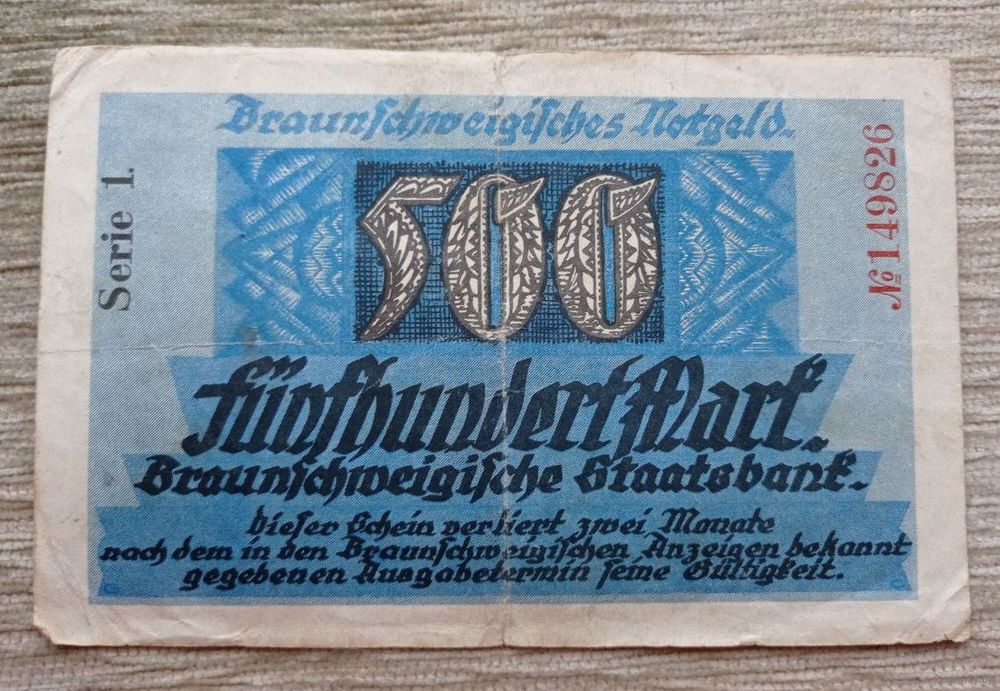 Braunschweigisches Notgeld.
Serie 1.
500
№149826
fünfhundert Mark.
Braunschweigische Staatsbank.
Dieser Schein verliert zwei Monate
nach dem in den Braunschweigischen Anzeigen bekannt
gegebenen Ausgabetermin seine Gültigkeit.